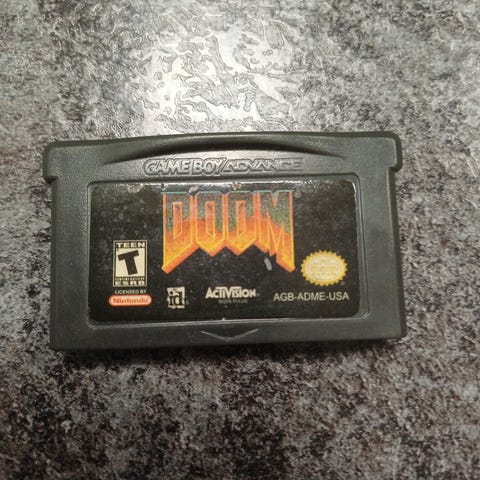 GAME BOY ADVANCE
DOOM
TEEN
T
ESRB
LICENSED BY
Nintendo
id
ACTIVISION
AGB-ADME-USA